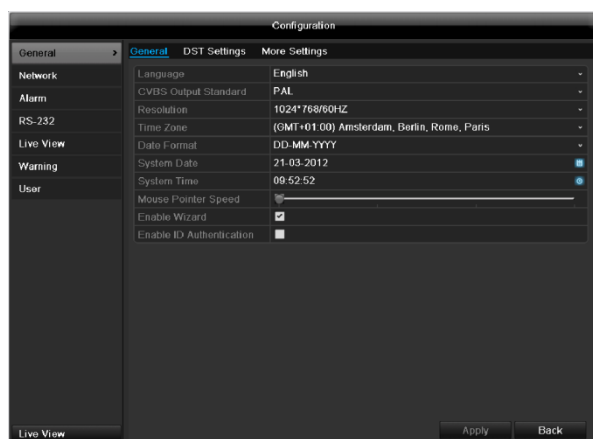 Configuration
General >
Network
Alarm
RS-232
Live View
Warning
User
Live View
General DST Settings More Settings
Language English
CVBS Output Standard PAL
Resolution 1024*768/60HZ
Time Zone (GMT+01:00) Amsterdam, Berlin, Rome, Paris
Date Format DD-MM-YYYY
System Date 21-03-2012
System Time 09:52:52
Mouse Pointer Speed
Enable Wizard
Enable ID Authentication
Apply Back